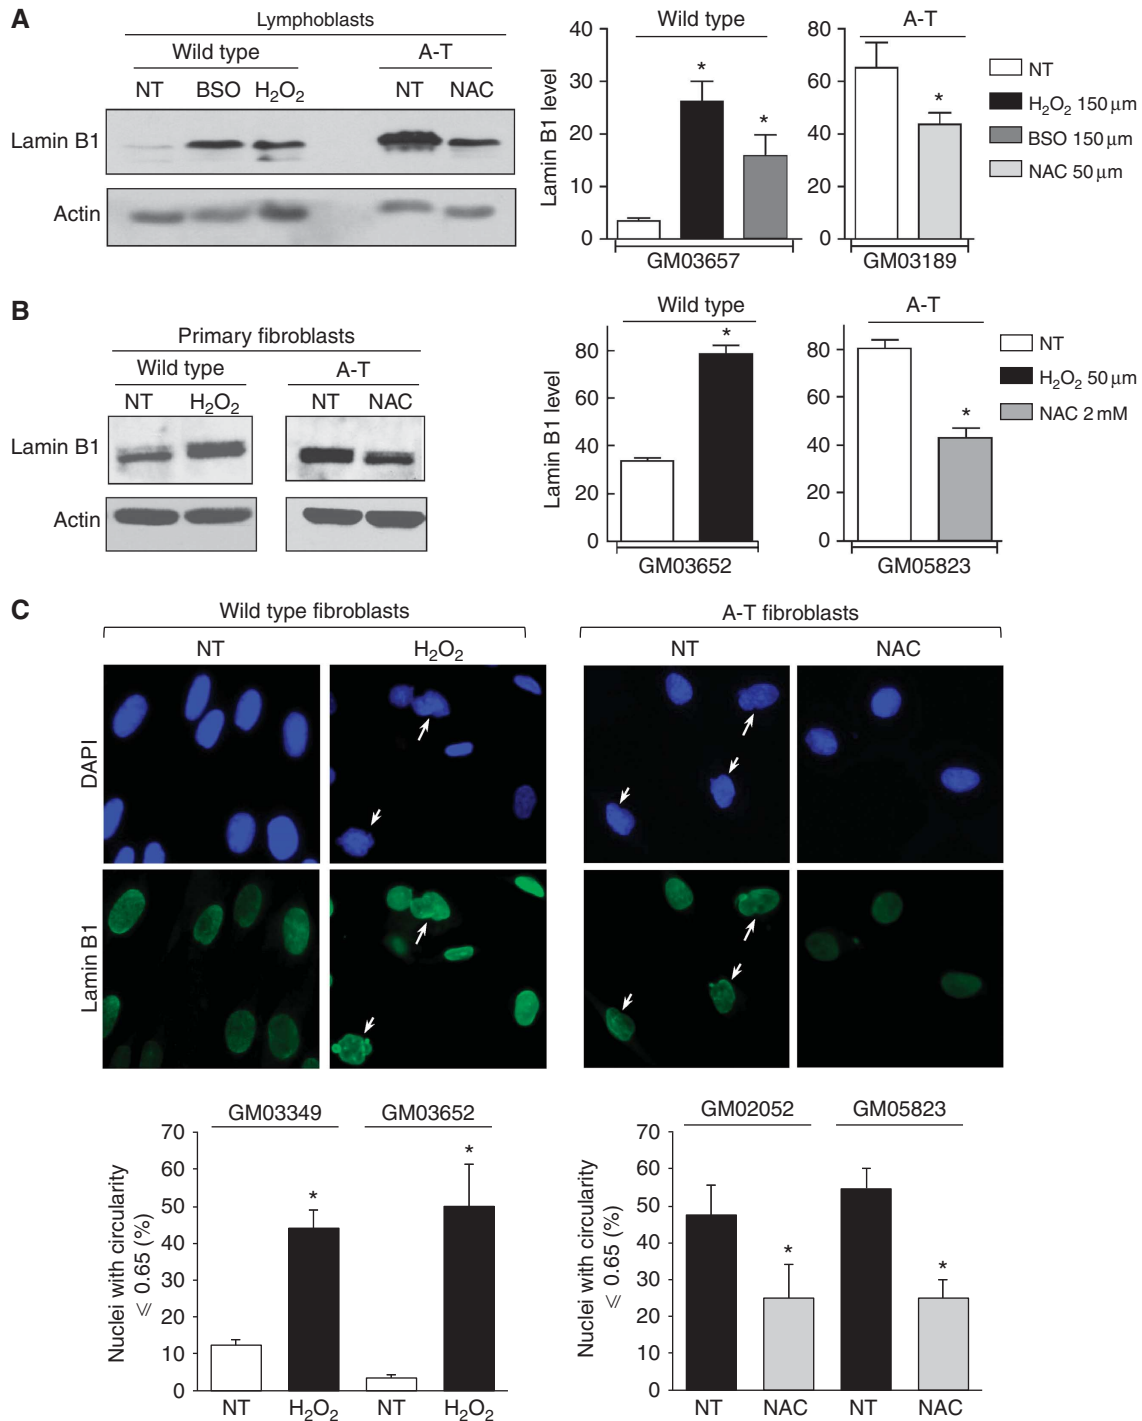 A
Lymphoblasts
Wild type A-T
NT BSO H₂O₂ NT NAC
Lamin B1
Actin
Wild type A-T
Lamin B1 level
40
30
20
10
0
80
60
40
20
0
GM03657 GM03189
NT
H₂O₂ 150 µm
BSO 150 µm
NAC 50 µm
* * *
B
Primary fibroblasts
Wild type A-T
NT H₂O₂ NT NAC
Lamin B1
Actin
Wild type A-T
Lamin B1 level
80
60
40
20
0
80
60
40
20
0
GM03652 GM05823
NT
H₂O₂ 50 µm
NAC 2 mM
* *
C
Wild type fibroblasts A-T fibroblasts
NT H₂O₂ NT NAC
DAPI
Lamin B1
GM03349 GM03652
Nuclei with circularity
⩽ 0.65 (%)
70
60
50
40
30
20
10
0
* *
NT H₂O₂ NT H₂O₂
GM02052 GM05823
Nuclei with circularity
⩽ 0.65 (%)
70
60
50
40
30
20
10
0
* *
NT NAC NT NAC